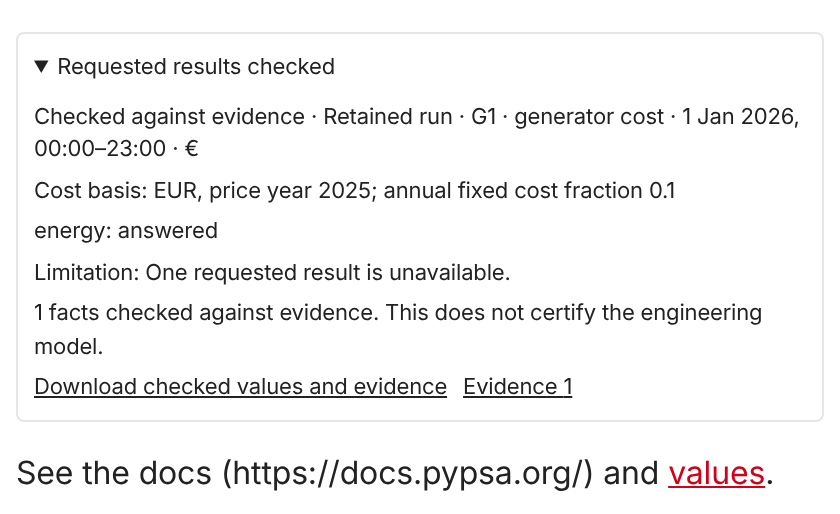 ▼ Requested results checked
Checked against evidence · Retained run · G1 · generator cost · 1 Jan 2026,
00:00–23:00 · €
Cost basis: EUR, price year 2025; annual fixed cost fraction 0.1
energy: answered
Limitation: One requested result is unavailable.
1 facts checked against evidence. This does not certify the engineering
model.
Download checked values and evidence Evidence 1
See the docs (https://docs.pypsa.org/) and values.